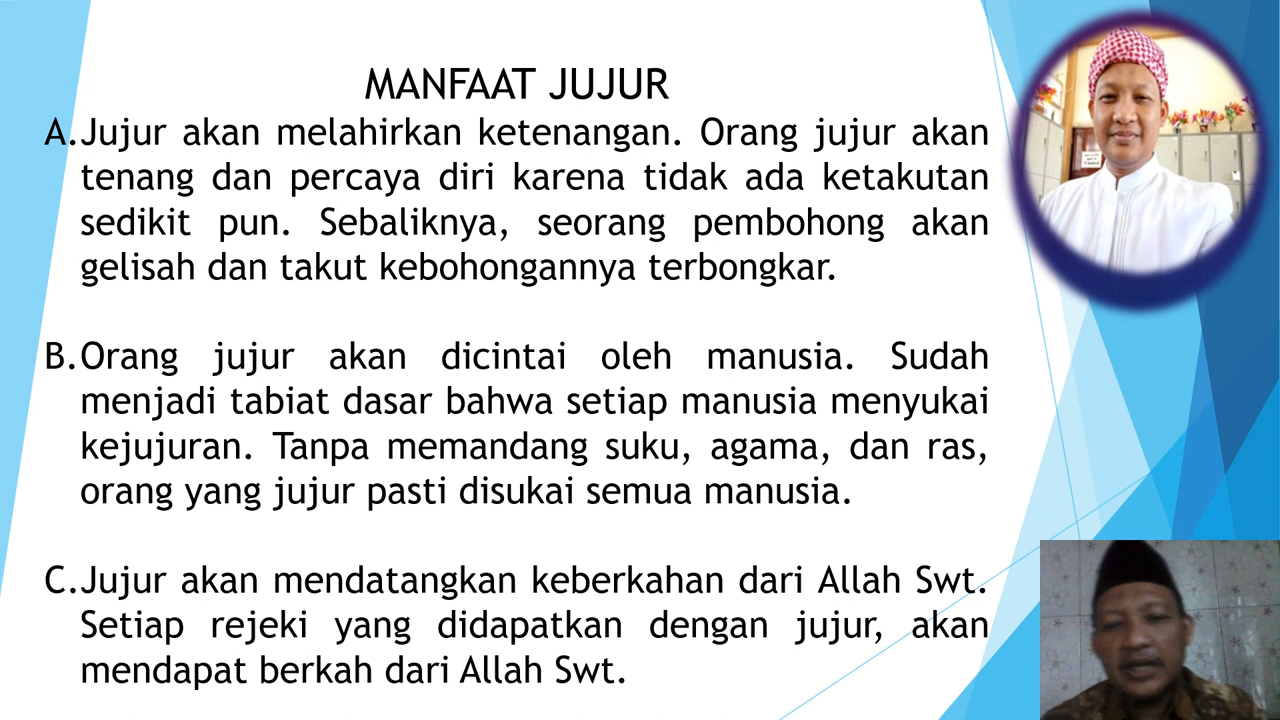 MANFAAT JUJUR
A.Jujur akan melahirkan ketenangan. Orang jujur akan
tenang dan percaya diri karena tidak ada ketakutan
sedikit pun. Sebaliknya, seorang pembohong akan
gelisah dan takut kebohongannya terbongkar.
B.Orang jujur akan dicintai oleh manusia. Sudah
menjadi tabiat dasar bahwa setiap manusia menyukai
kejujuran. Tanpa memandang suku, agama, dan ras,
orang yang jujur pasti disukai semua manusia.
C.Jujur akan mendatangkan keberkahan dari Allah Swt.
Setiap rejeki yang didapatkan dengan jujur, akan
mendapat berkah dari Allah Swt.